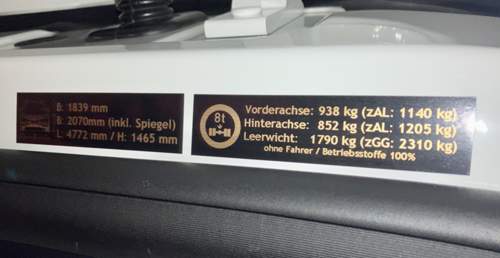 B: 1839 mm
B: 2070mm (inkl. Spiegel)
L: 4772 mm / H: 1465 mm
8t
Vorderachse: 938 kg (zAL: 1140 kg)
Hinterachse: 852 kg (zAL: 1205 kg)
Leerwicht: 1790 kg (zGG: 2310 kg)
ohne Fahrer / Betriebsstoffe 100%